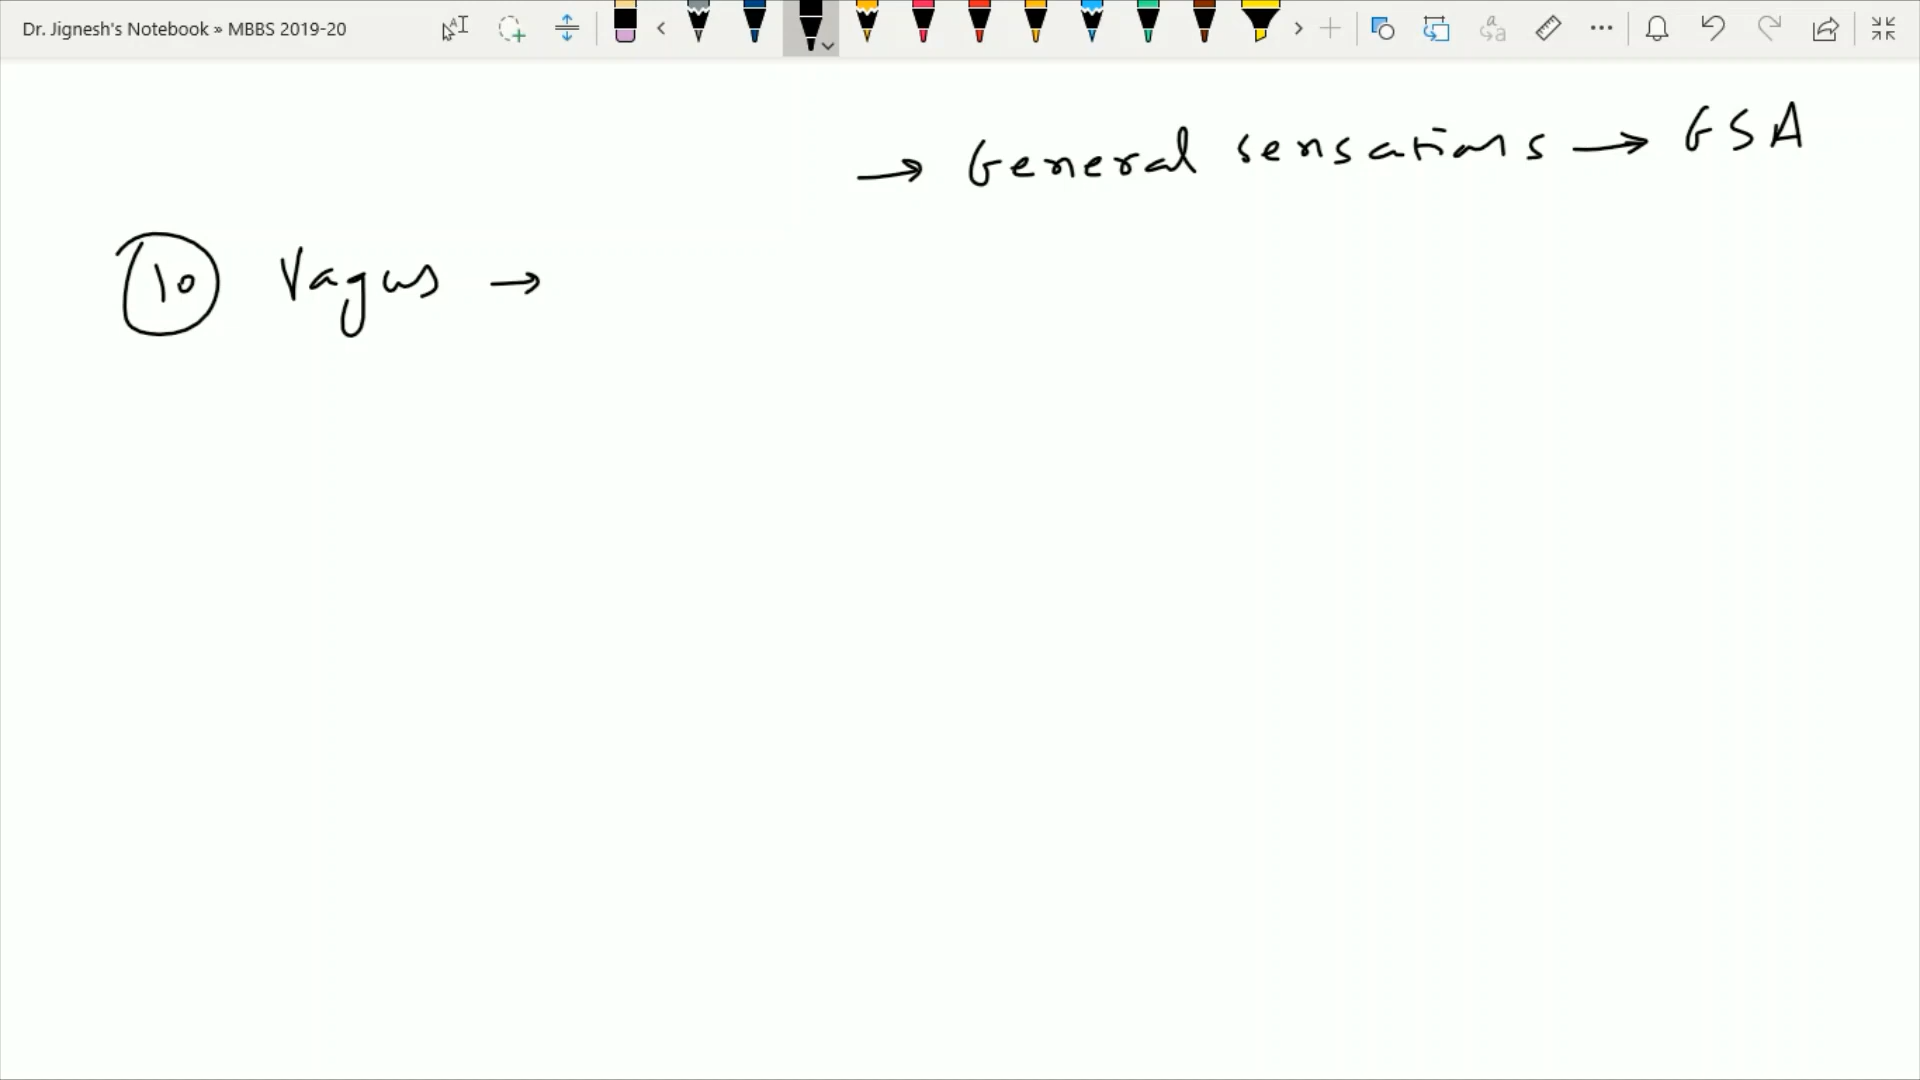 Dr. Jignesh's Notebook » MBBS 2019-20
→ General sensations → GSA
10 Vagus →